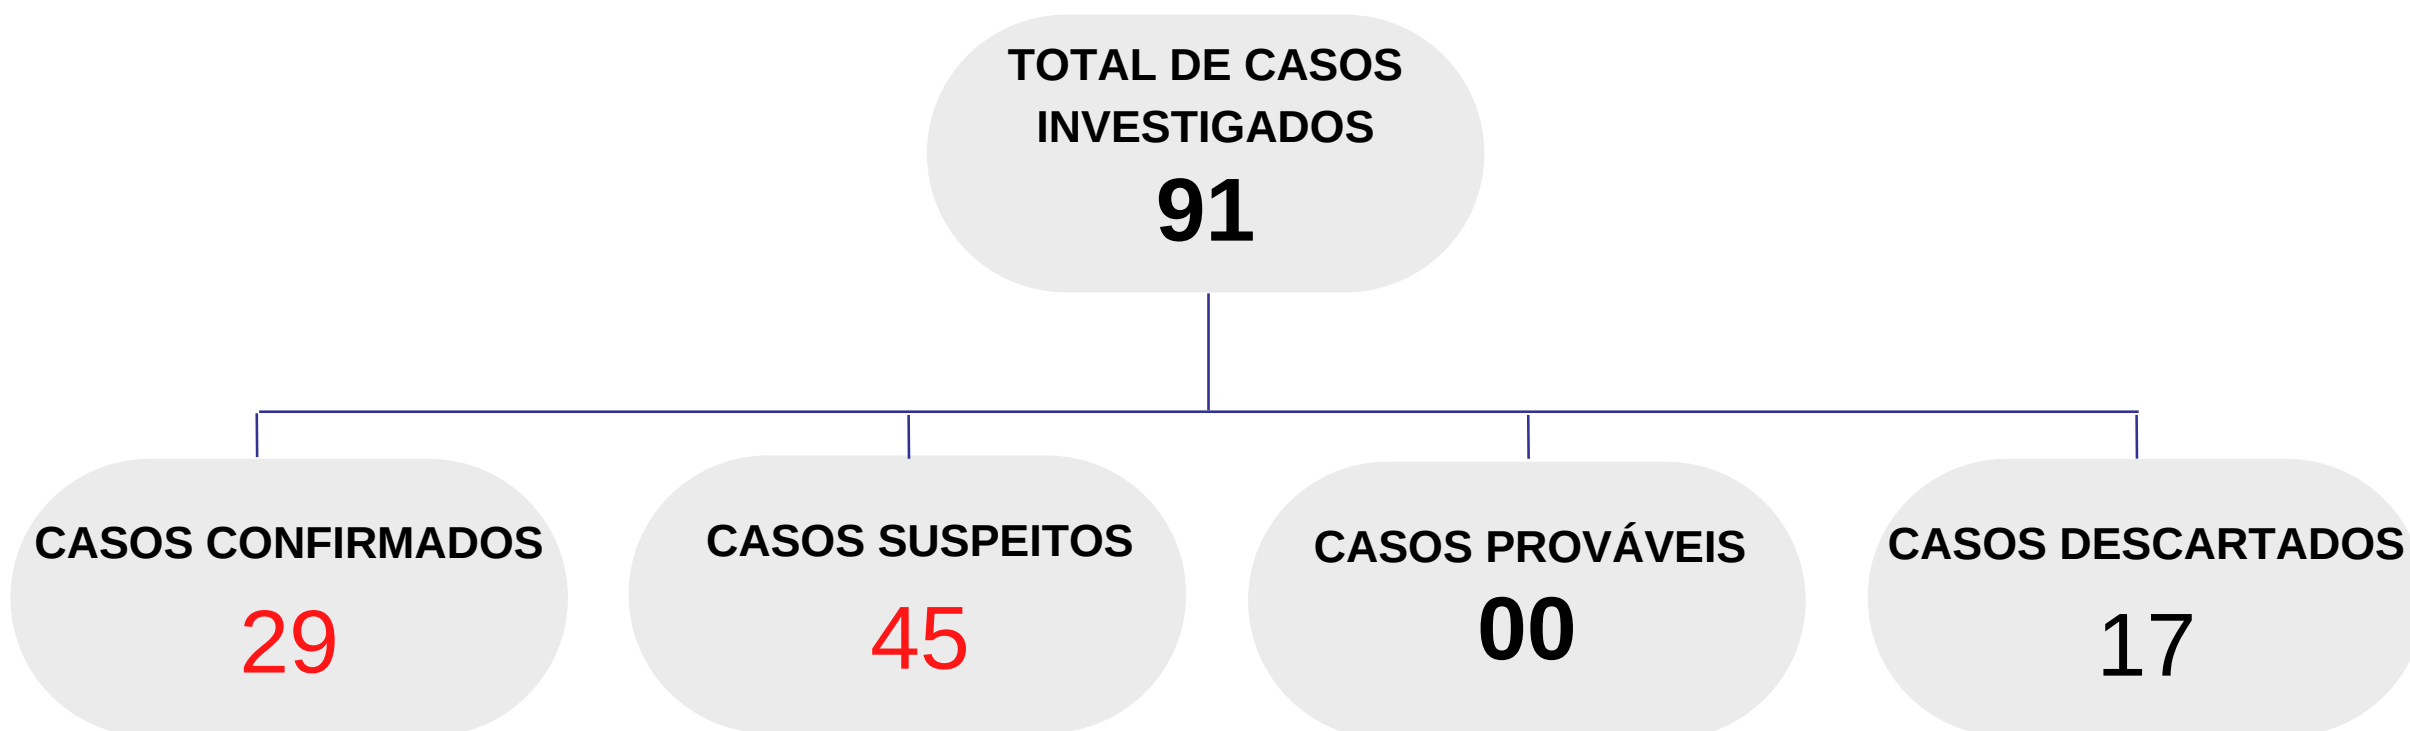 TOTAL DE CASOS
INVESTIGADOS
91
CASOS CONFIRMADOS
29
CASOS SUSPEITOS
45
CASOS PROVÁVEIS
00
CASOS DESCARTADOS
17